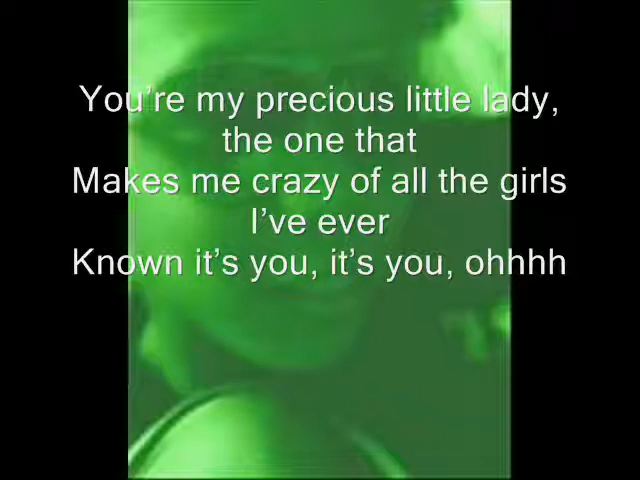 You’re my precious little lady,
the one that
Makes me crazy of all the girls
I’ve ever
Known it’s you, it’s you, ohhhh